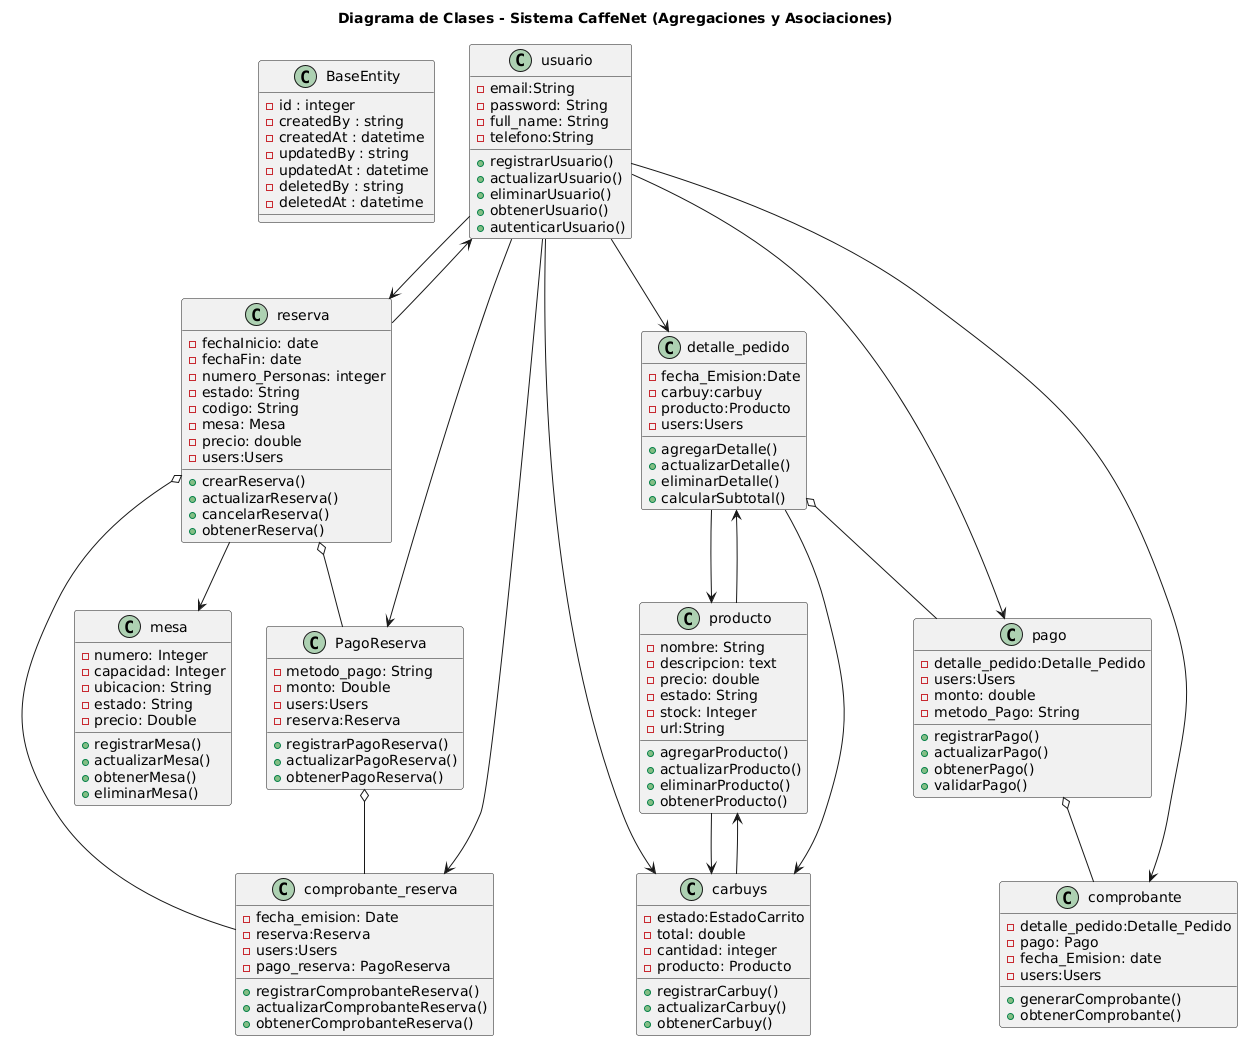 Diagrama de Clases - Sistema CaffeNet (Agregaciones y Asociaciones)
C BaseEntity
id : integer
createdBy : string
createdAt : datetime
updatedBy : string
updatedAt : datetime
deletedBy : string
deletedAt : datetime
C usuario
email:String
password: String
full_name: String
telefono:String
registrarUsuario()
actualizarUsuario()
eliminarUsuario()
obtenerUsuario()
autenticarUsuario()
C reserva
fechaInicio: date
fechaFin: date
numero_Personas: integer
estado: String
codigo: String
mesa: Mesa
precio: double
users:Users
crearReserva()
actualizarReserva()
cancelarReserva()
obtenerReserva()
C detalle_pedido
fecha_Emision:Date
carbuy:carbuy
producto:Producto
users:Users
agregarDetalle()
actualizarDetalle()
eliminarDetalle()
calcularSubtotal()
C mesa
numero: Integer
capacidad: Integer
ubicacion: String
estado: String
precio: Double
registrarMesa()
actualizarMesa()
obtenerMesa()
eliminarMesa()
C PagoReserva
metodo_pago: String
monto: Double
users:Users
reserva:Reserva
registrarPagoReserva()
actualizarPagoReserva()
obtenerPagoReserva()
C producto
nombre: String
descripcion: text
precio: double
estado: String
stock: Integer
url:String
agregarProducto()
actualizarProducto()
eliminarProducto()
obtenerProducto()
C pago
detalle_pedido:Detalle_Pedido
users:Users
monto: double
metodo_Pago: String
registrarPago()
actualizarPago()
obtenerPago()
validarPago()
C comprobante_reserva
fecha_emision: Date
reserva:Reserva
users:Users
pago_reserva: PagoReserva
registrarComprobanteReserva()
actualizarComprobanteReserva()
obtenerComprobanteReserva()
C carbuys
estado:EstadoCarrito
total: double
cantidad: integer
producto: Producto
registrarCarbuy()
actualizarCarbuy()
obtenerCarbuy()
C comprobante
detalle_pedido:Detalle_Pedido
pago: Pago
fecha_Emision: date
users:Users
generarComprobante()
obtenerComprobante()